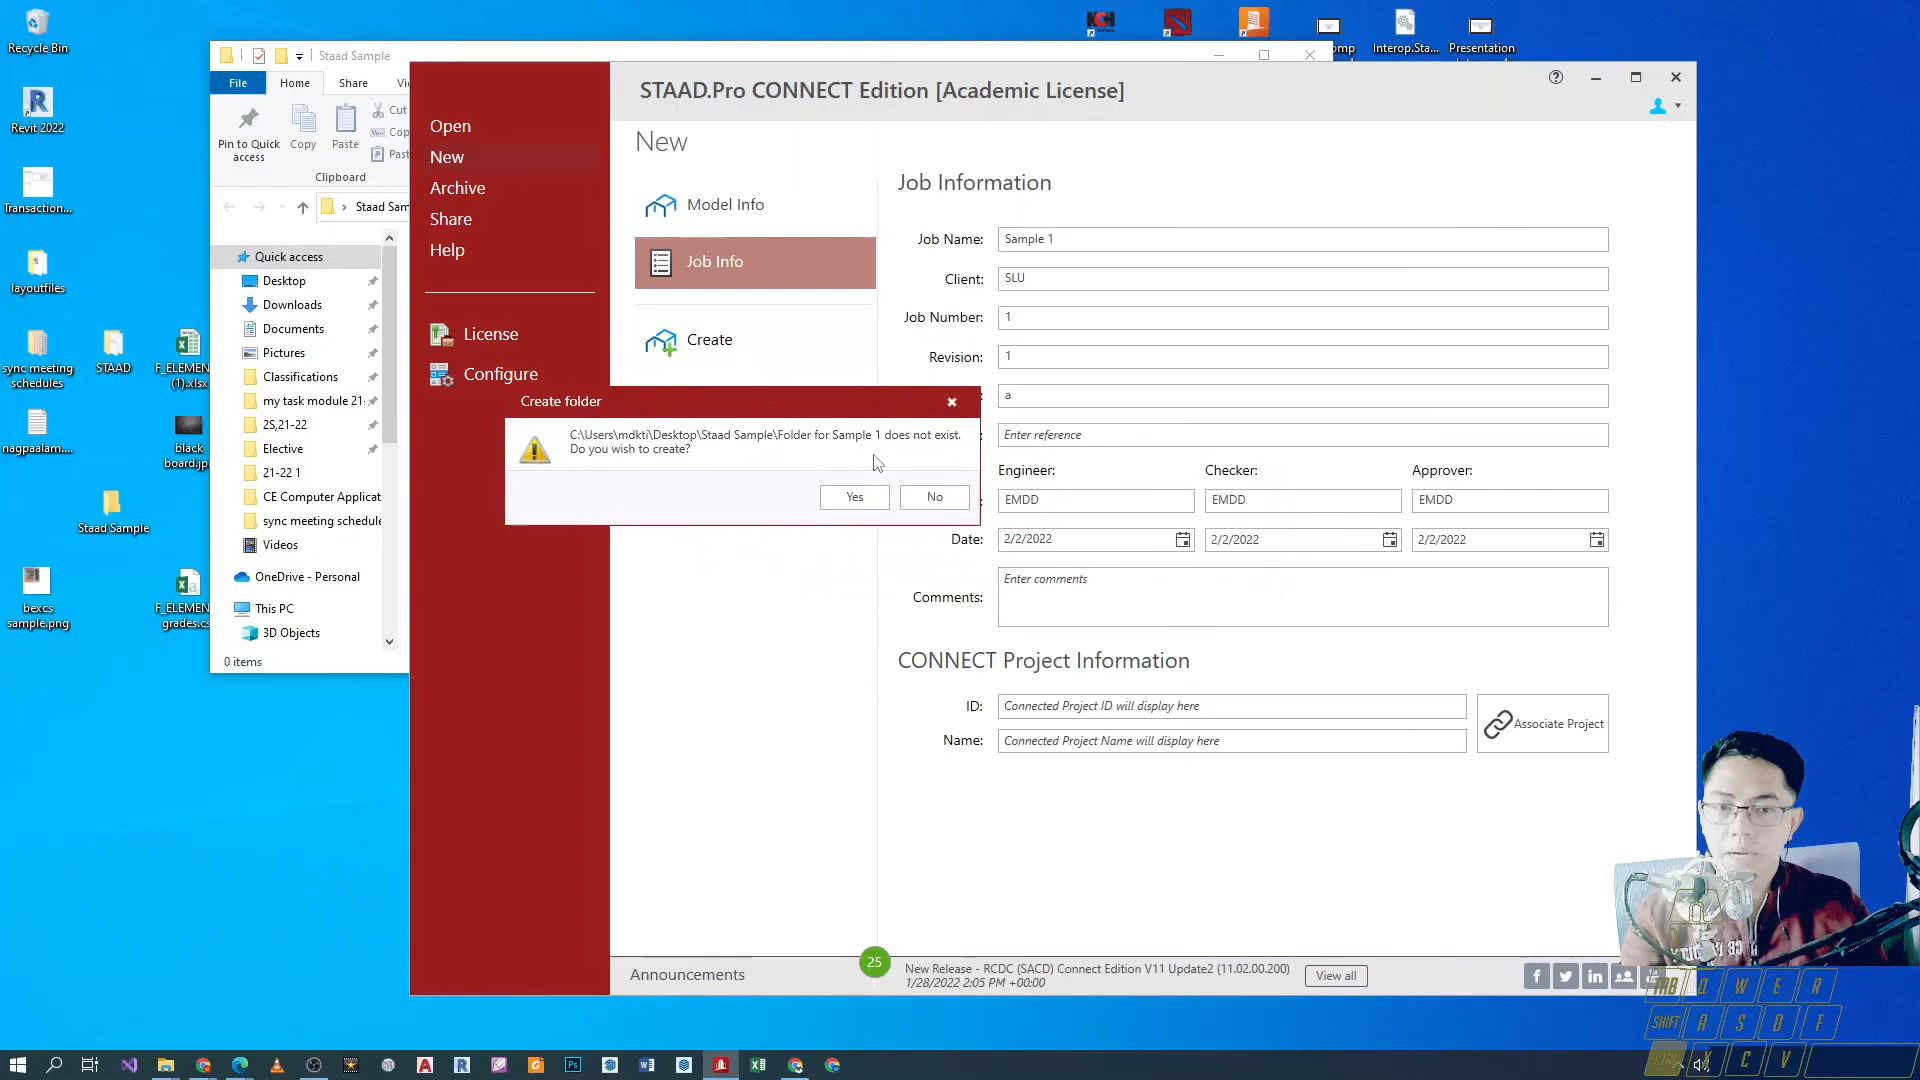 Recycle Bin
Revit 2022
Transaction...
layoutfiles
sync meeting
schedules
STAAD
F_ELEMEN
(1).xlsx
nagpaalam....
black
board.jp
Staad Sample
bexcs
sample.png
F_ELEMEN
grades.cs
Interop.Sta...
Presentation
Staad Sample
File
Home
Share
Pin to Quick
access
Copy
Paste
Cut
Cop
Past
Clipboard
Staad Sam
Quick access
Desktop
Downloads
Documents
Pictures
Classifications
my task module 21-
2S,21-22
Elective
21-22 1
CE Computer Applicat
sync meeting schedule
Videos
OneDrive - Personal
This PC
3D Objects
0 items
Open
New
Archive
Share
Help
License
Configure
STAAD.Pro CONNECT Edition [Academic License]
New
Model Info
Job Info
Create
Job Information
Job Name:
Sample 1
Client:
SLU
Job Number:
1
Revision:
1
a
Enter reference
Engineer:
Checker:
Approver:
EMDD
EMDD
EMDD
Date:
2/2/2022
2/2/2022
2/2/2022
Comments:
Enter comments
CONNECT Project Information
ID:
Connected Project ID will display here
Name:
Connected Project Name will display here
Associate Project
Create folder
C:\Users\mdkti\Desktop\Staad Sample\Folder for Sample 1 does not exist.
Do you wish to create?
Yes
No
Announcements
25
New Release - RCDC (SACD) Connect Edition V11 Update2 (11.02.00.200)
1/28/2022 2:05 PM +00:00
View all
TAB Q W E R
SHIFT A S D F
CTRL X C V